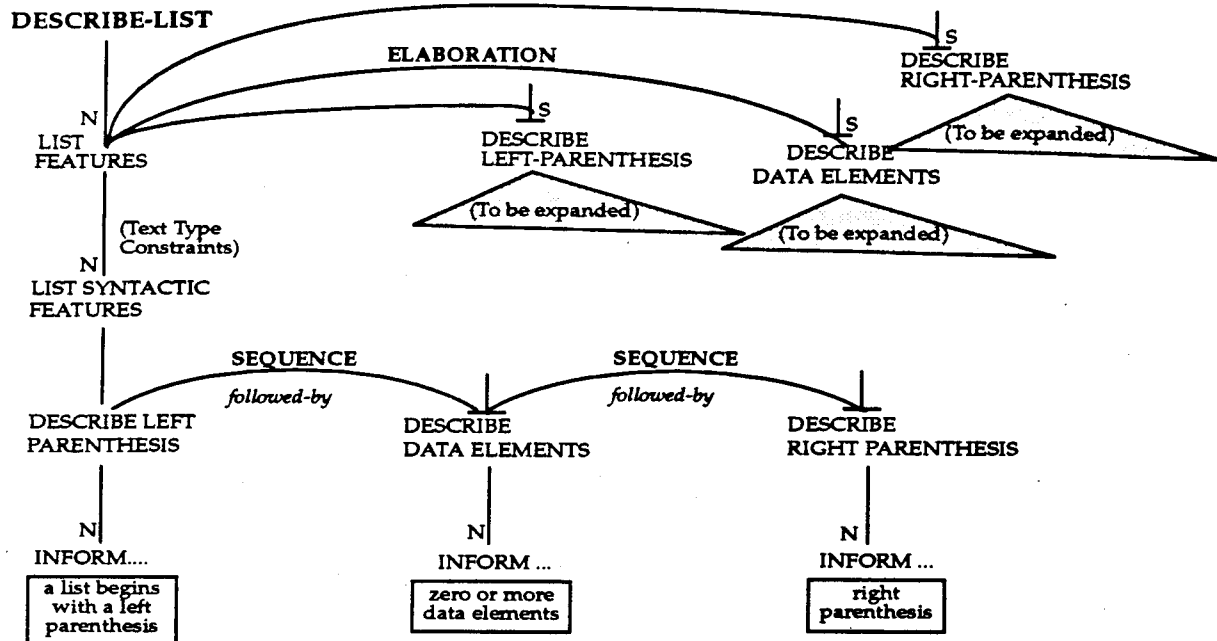 DESCRIBE-LIST
S
DESCRIBE
RIGHT-PARENTHESIS
ELABORATION
N
S
S
(To be expanded)
LIST
FEATURES
DESCRIBE
LEFT-PARENTHESIS
DESCRIBE
DATA ELEMENTS
(To be expanded)
(To be expanded)
(Text Type
Constraints)
N
LIST SYNTACTIC
FEATURES
SEQUENCE
SEQUENCE
followed-by
followed-by
DESCRIBE LEFT
PARENTHESIS
DESCRIBE
DATA ELEMENTS
DESCRIBE
RIGHT PARENTHESIS
N
N
N
INFORM....
INFORM ...
INFORM ...
a list begins
with a left
parenthesis
zero or more
data elements
right
parenthesis